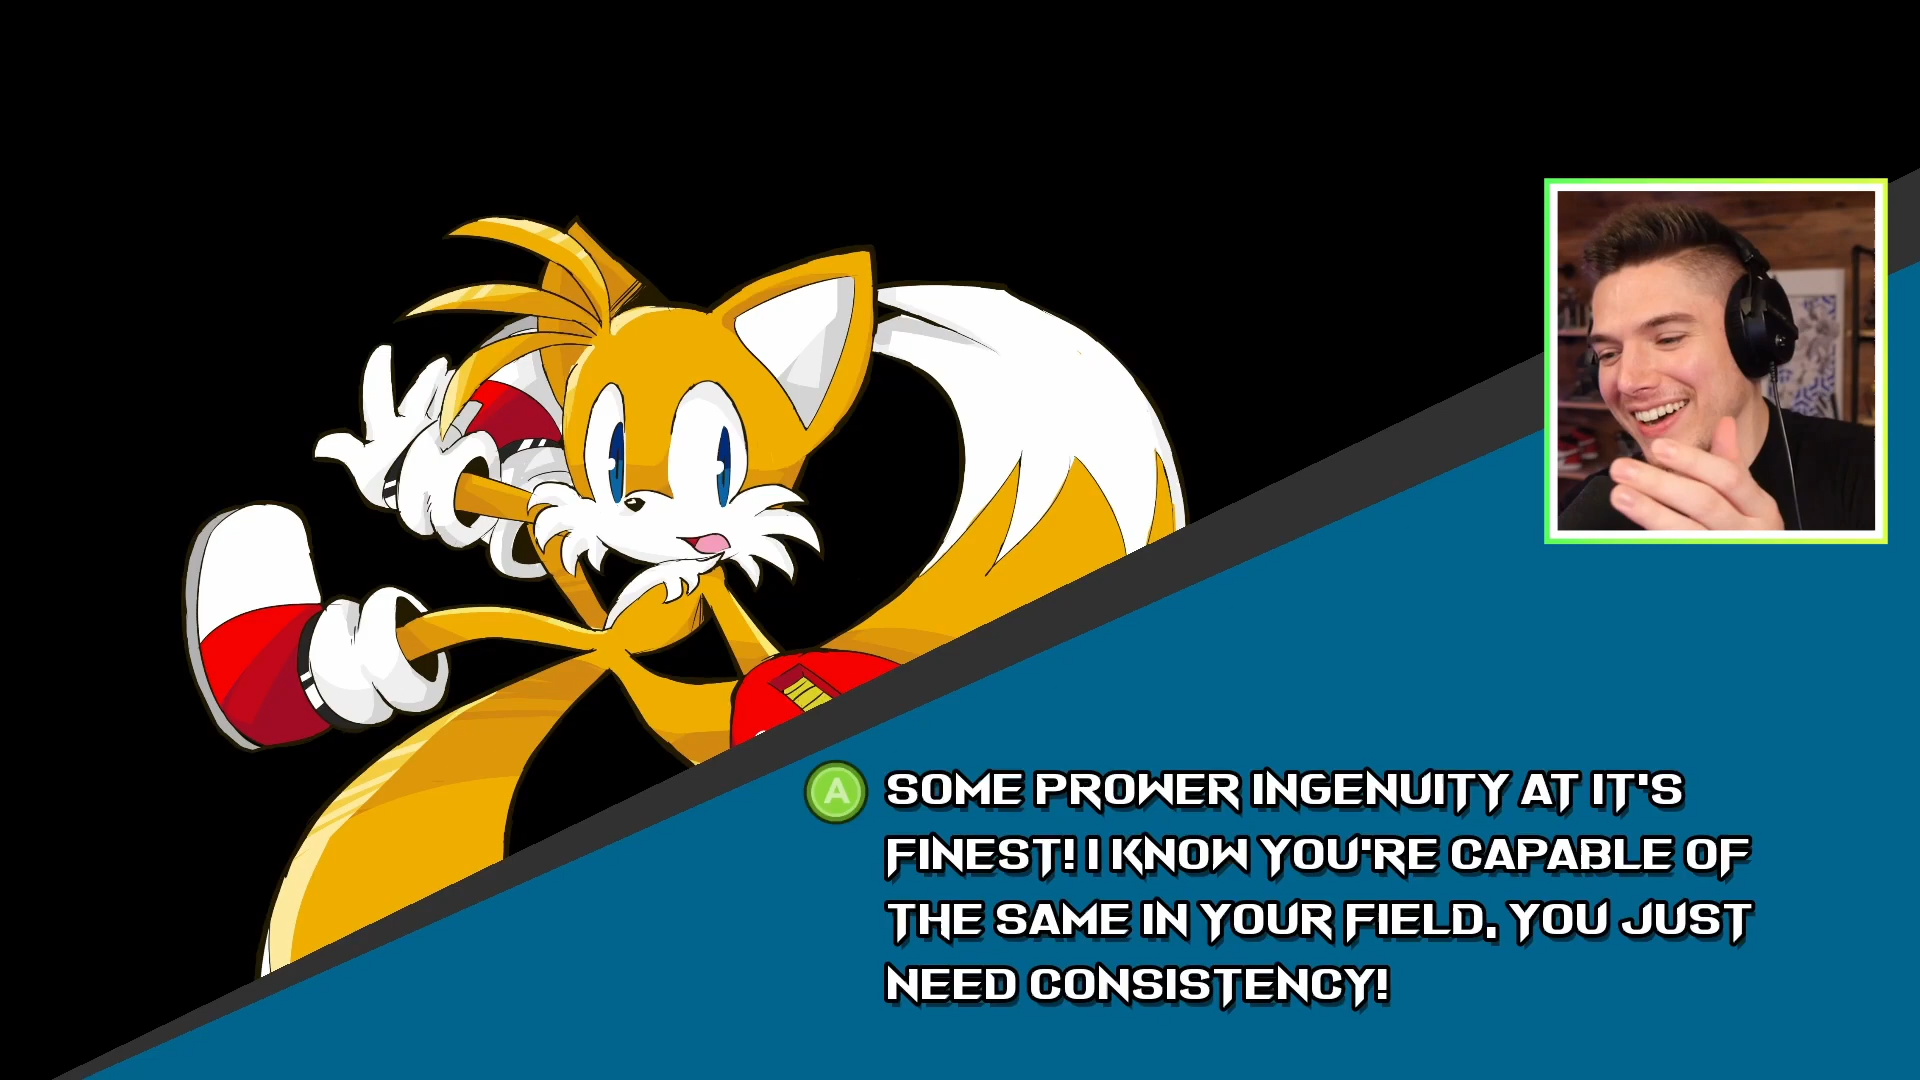 A SOME PROWER INGENUITY AT IT'S
FINEST! I KNOW YOU'RE CAPABLE OF
THE SAME IN YOUR FIELD. YOU JUST
NEED CONSISTENCY!